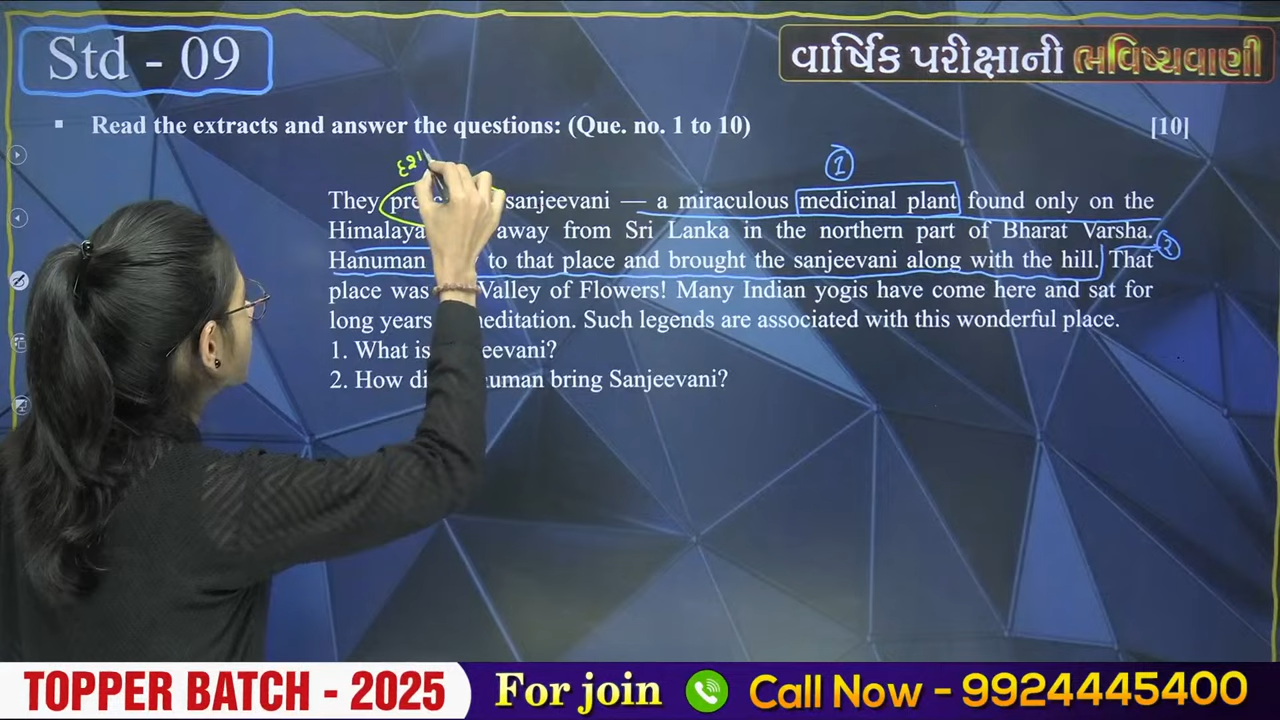 Std - 09
વાર્ષિક પરીક્ષાની ભવિષ્યવાણી
▪ Read the extracts and answer the questions: (Que. no. 1 to 10) [10]
1
They sanjeevani — a miraculous medicinal plant found only on the
away from Sri Lanka in the northern part of Bharat Varsha.
2
Hanuman to that place and brought the sanjeevani along with the hill. That
place was Valley of Flowers! Many Indian yogis have come here and sat for
long years meditation. Such legends are associated with this wonderful place.
1. What is
2. How bring Sanjeevani?
TOPPER BATCH - 2025 For join Call Now - 9924445400